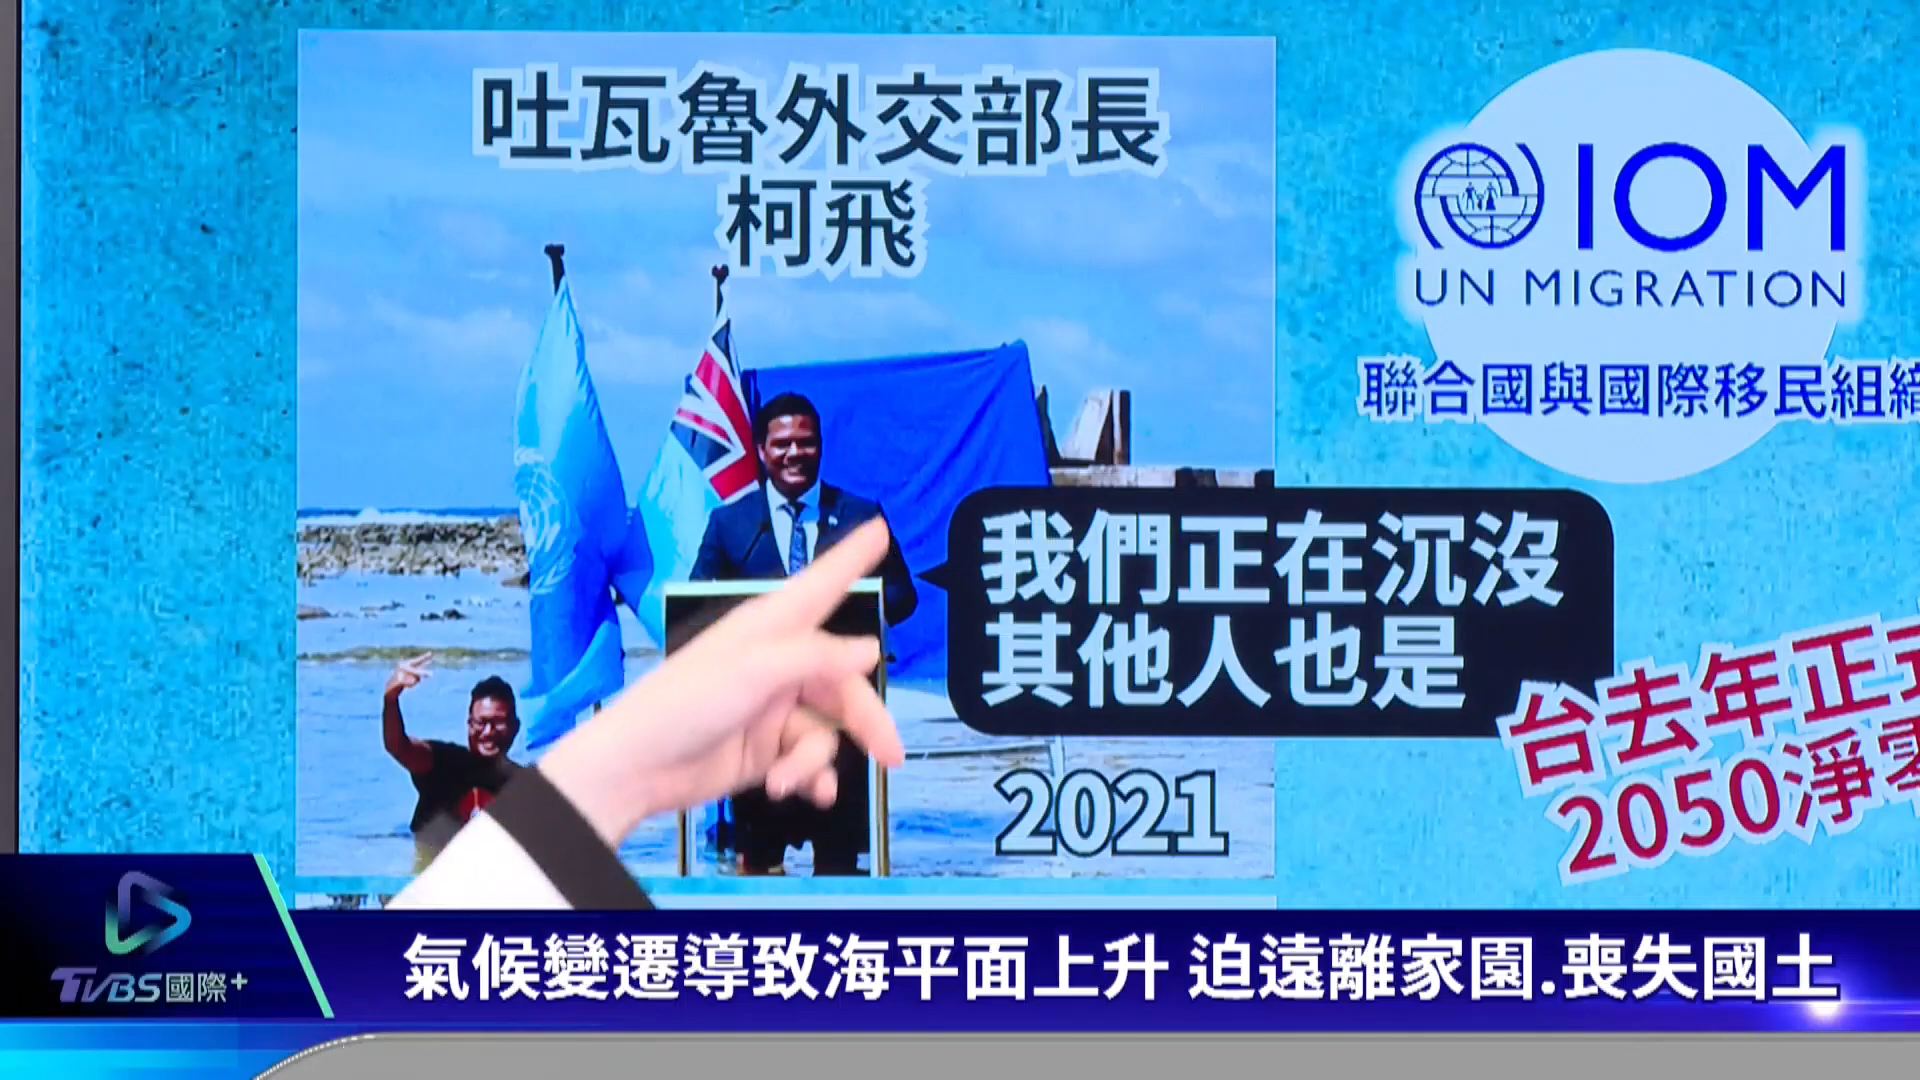 吐瓦魯外交部長
柯飛
IOM
UN MIGRATION
聯合國與國際移民組織
我們正在沉沒
其他人也是
台去年正式
2050淨零
2021
氣候變遷導致海平面上升 迫遠離家園.喪失國土
TVBS國際+